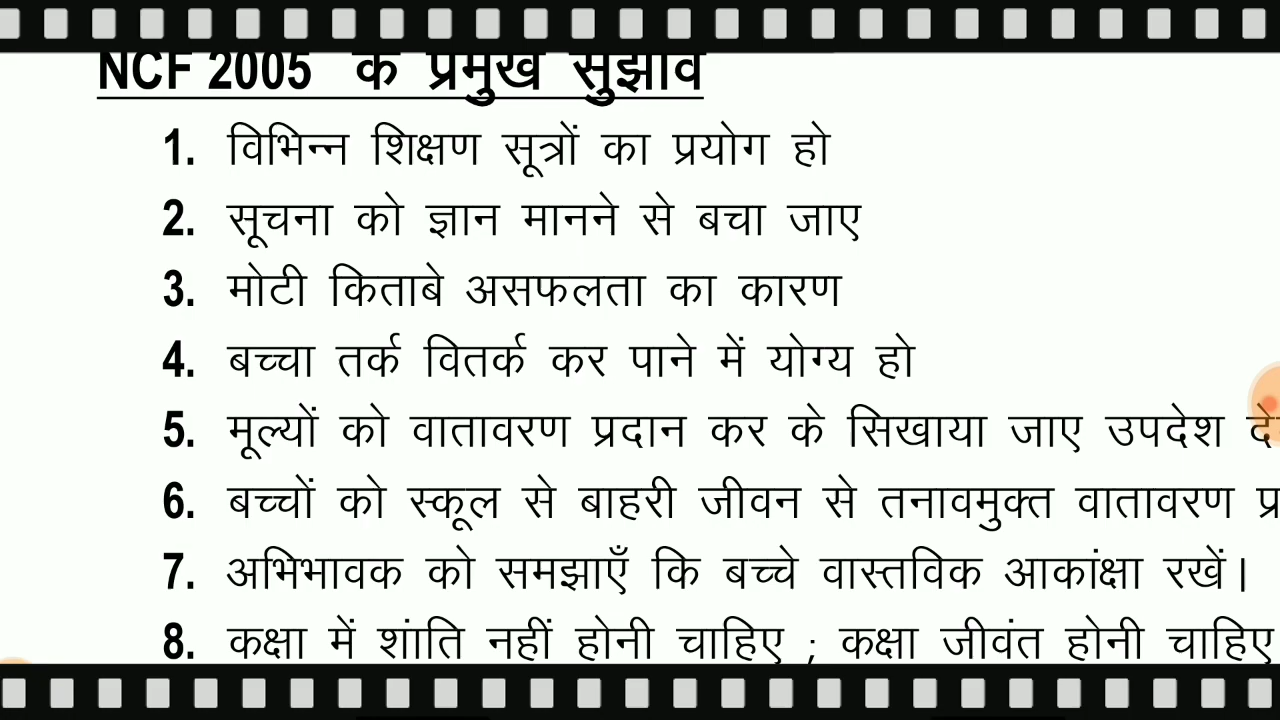 NCF 2005 के प्रमुख सुझाव
1. विभिन्न शिक्षण सूत्रों का प्रयोग हो
2. सूचना को ज्ञान मानने से बचा जाए
3. मोटी किताबे असफलता का कारण
4. बच्चा तर्क वितर्क कर पाने में योग्य हो
5. मूल्यों को वातावरण प्रदान कर के सिखाया जाए उपदेश
6. बच्चों को स्कूल से बाहरी जीवन से तनावमुक्त वातावरण
7. अभिभावक को समझाएँ कि बच्चे वास्तविक आकांक्षा रखें।
8. कक्षा में शांति नहीं होनी चाहिए ; कक्षा जीवंत होनी चाहिए